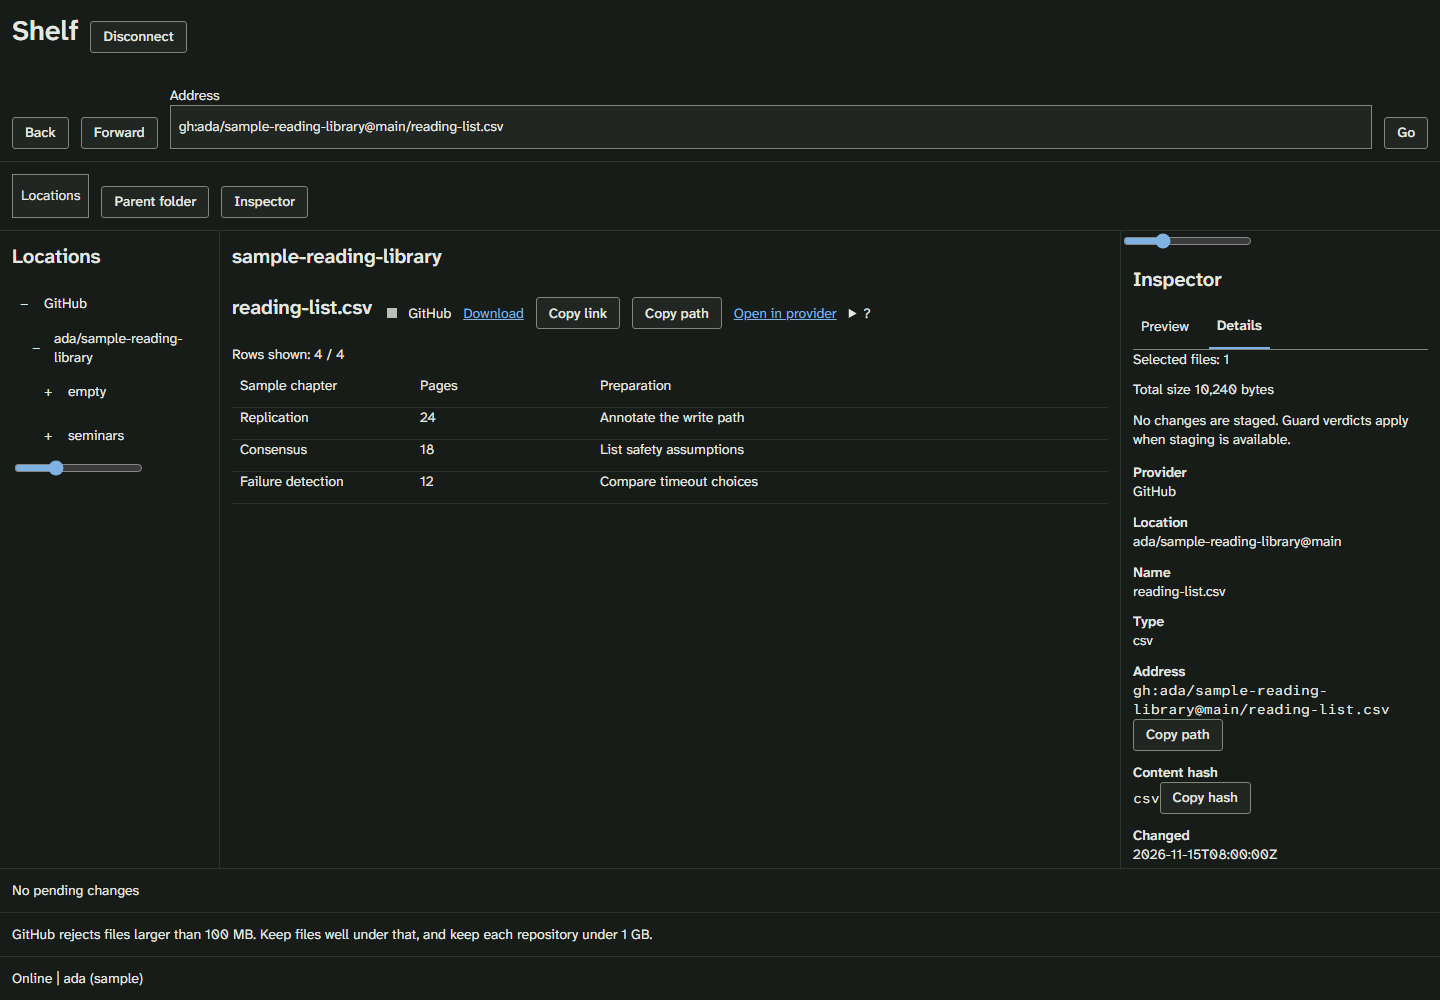 Shelf
Disconnect
Address
Back
Forward
gh:ada/sample-reading-library@main/reading-list.csv
Go
Locations
Parent folder
Inspector
Locations
– GitHub
– ada/sample-reading-
library
+ empty
+ seminars
sample-reading-library
reading-list.csv GitHub Download Copy link Copy path Open in provider ?
Rows shown: 4 / 4
Sample chapter Pages Preparation
Replication 24 Annotate the write path
Consensus 18 List safety assumptions
Failure detection 12 Compare timeout choices
Inspector
Preview Details
Selected files: 1
Total size 10,240 bytes
No changes are staged. Guard verdicts apply
when staging is available.
Provider
GitHub
Location
ada/sample-reading-library@main
Name
reading-list.csv
Type
csv
Address
gh:ada/sample-reading-
library@main/reading-list.csv
Copy path
Content hash
csv Copy hash
Changed
2026-11-15T08:00:00Z
No pending changes
GitHub rejects files larger than 100 MB. Keep files well under that, and keep each repository under 1 GB.
Online | ada (sample)